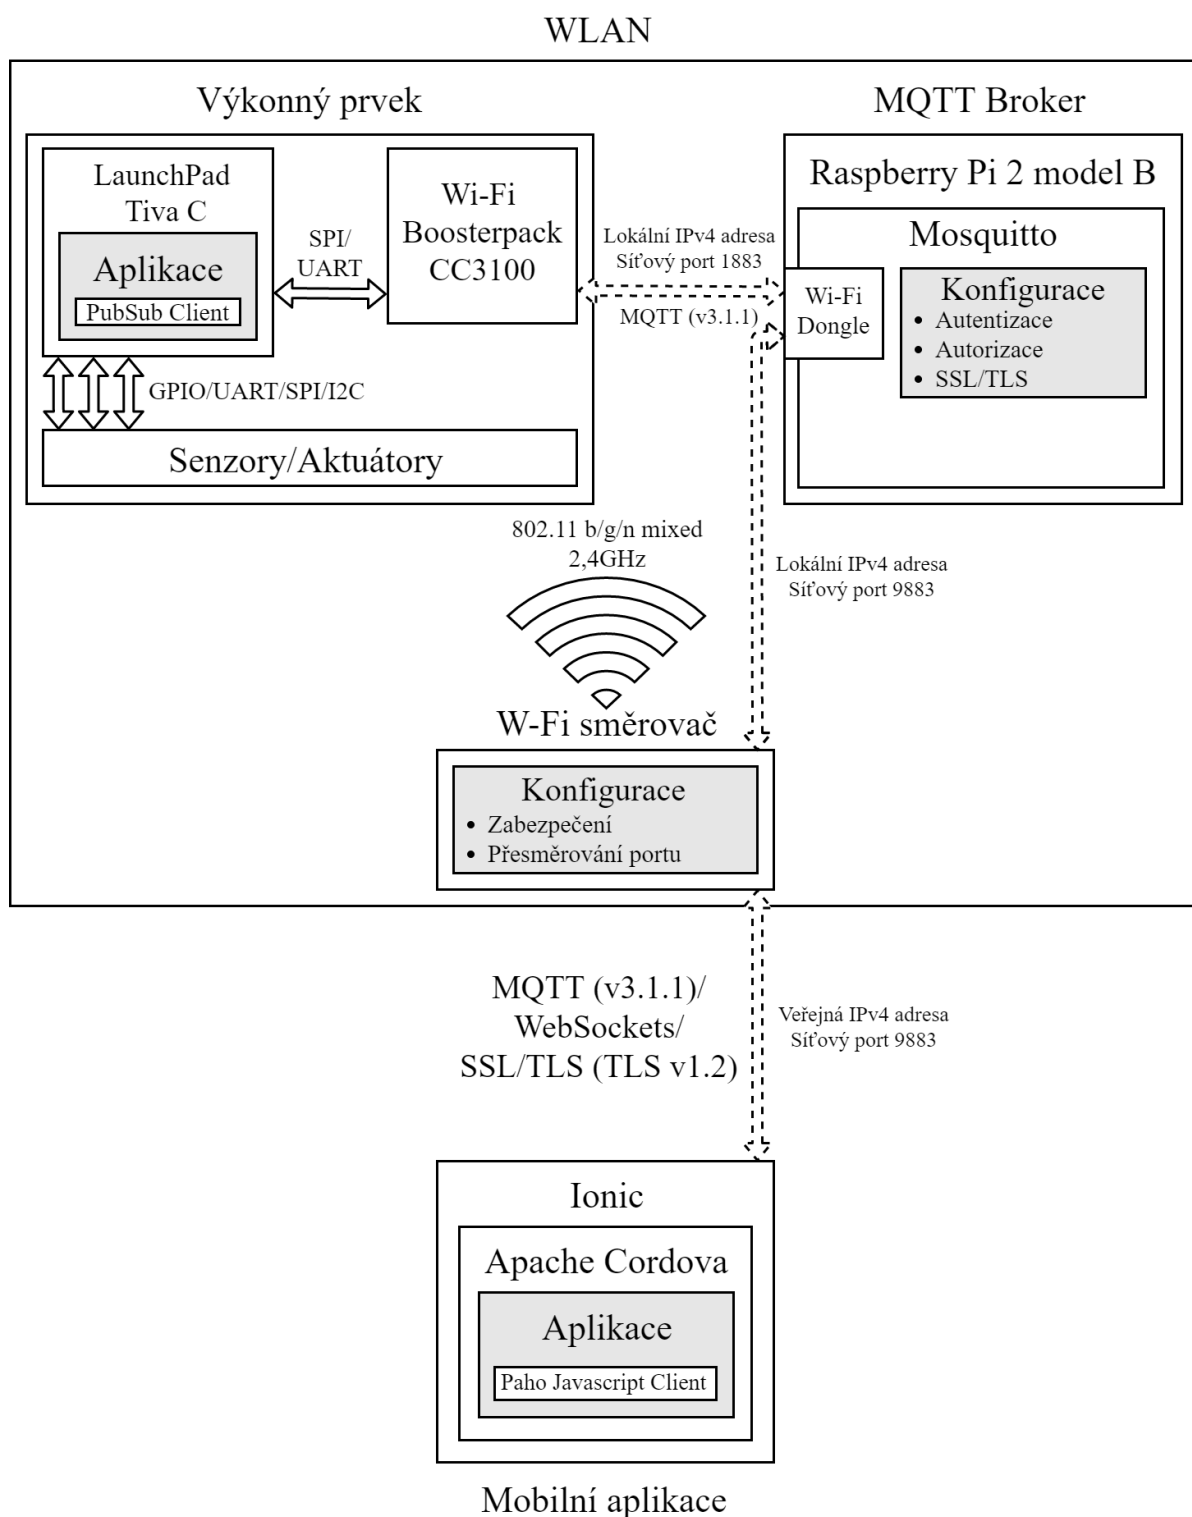 WLAN
Výkonný prvek
LaunchPad
Tiva C
Aplikace
PubSub Client
SPI/
UART
Wi-Fi
Boosterpack
CC3100
GPIO/UART/SPI/I2C
Senzory/Aktuátory
Lokální IPv4 adresa
Síťový port 1883
MQTT (v3.1.1)
MQTT Broker
Raspberry Pi 2 model B
Mosquitto
Wi-Fi
Dongle
Konfigurace
• Autentizace
• Autorizace
• SSL/TLS
802.11 b/g/n mixed
2,4GHz
Lokální IPv4 adresa
Síťový port 9883
W-Fi směrovač
Konfigurace
• Zabezpečení
• Přesměrování portu
MQTT (v3.1.1)/
WebSockets/
SSL/TLS (TLS v1.2)
Veřejná IPv4 adresa
Síťový port 9883
Ionic
Apache Cordova
Aplikace
Paho Javascript Client
Mobilní aplikace